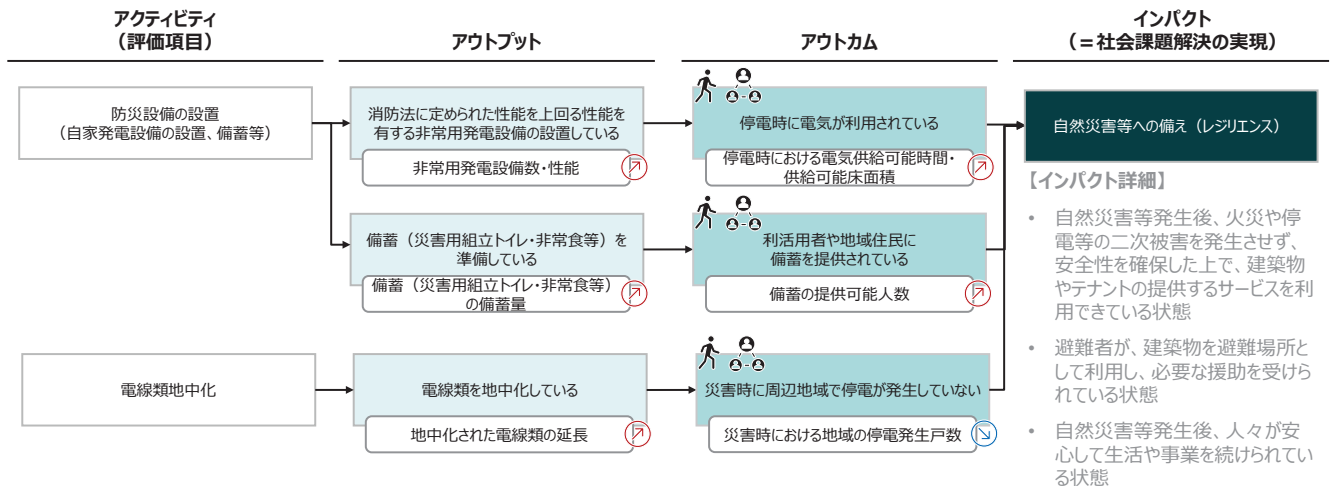 アクティビティ
（評価項目）
アウトプット
アウトカム
インパクト
（＝社会課題解決の実現）
防災設備の設置
（自家発電設備の設置、備蓄等）
消防法に定められた性能を上回る性能を
有する非常用発電設備の設置している
非常用発電設備数・性能
停電時に電気が利用されている
停電時における電気供給可能時間・
供給可能床面積
自然災害等への備え（レジリエンス）
備蓄（災害用組立トイレ・非常食等）を
準備している
備蓄（災害用組立トイレ・非常食等）
の備蓄量
利活用者や地域住民に
備蓄を提供されている
備蓄の提供可能人数
電線類地中化
電線類を地中化している
地中化された電線類の延長
災害時に周辺地域で停電が発生していない
災害時における地域の停電発生戸数
【インパクト詳細】
• 自然災害等発生後、火災や停
電等の二次被害を発生させず、
安全性を確保した上で、建築物
やテナントの提供するサービスを利
用できている状態
• 避難者が、建築物を避難場所と
して利用し、必要な援助を受けら
れている状態
• 自然災害等発生後、人々が安
心して生活や事業を続けられてい
る状態